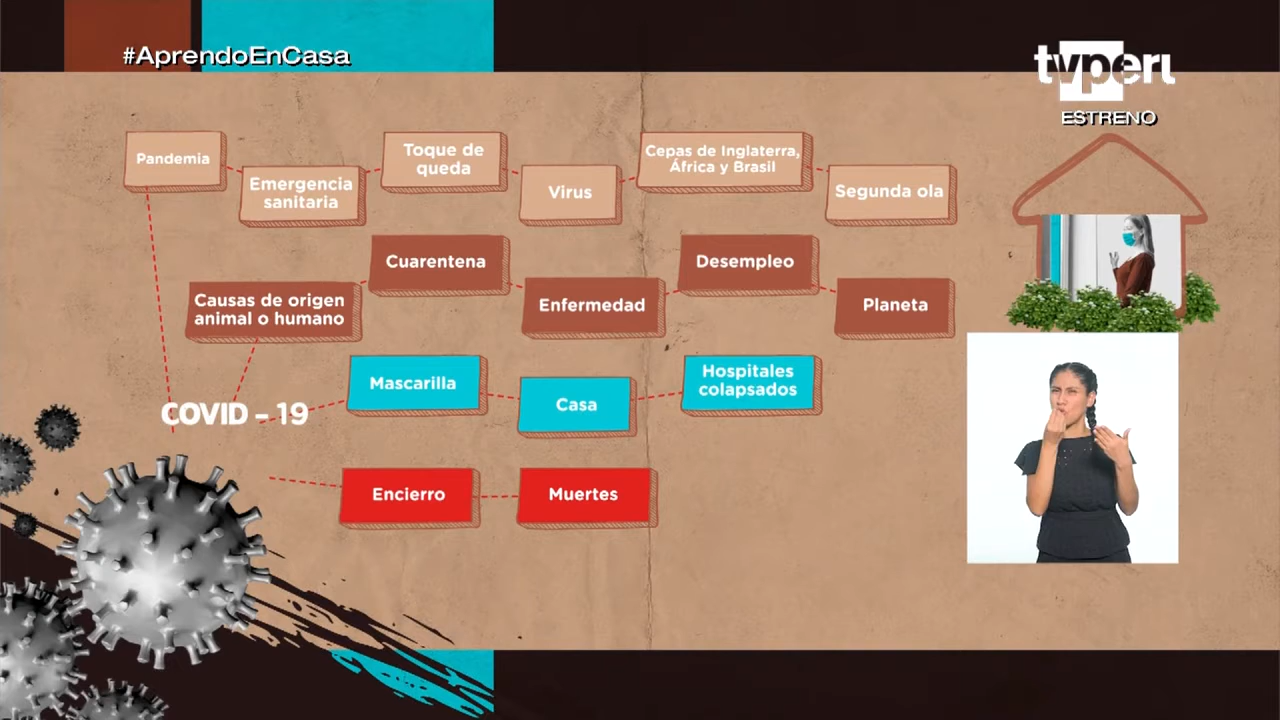 #AprendoEnCasa
tvperú
ESTRENO
Pandemia
Emergencia
sanitaria
Toque de
queda
Virus
Cepas de Inglaterra,
África y Brasil
Segunda ola
Causas de origen
animal o humano
Cuarentena
Enfermedad
Desempleo
Planeta
COVID – 19
Mascarilla
Casa
Hospitales
colapsados
Encierro
Muertes